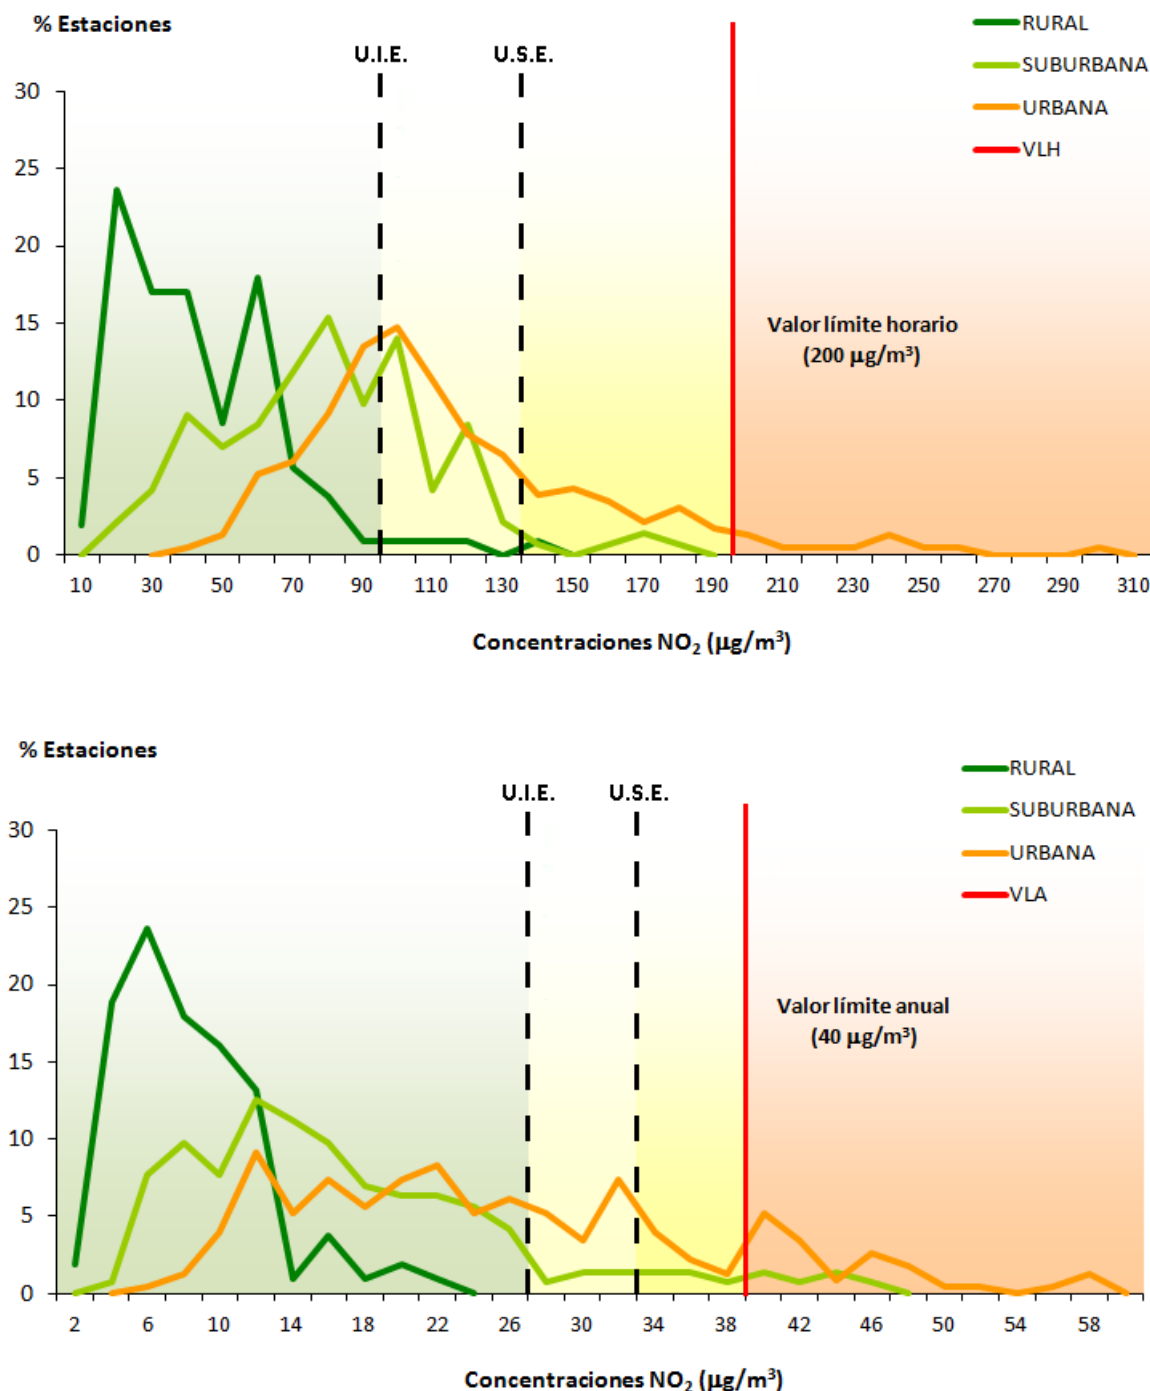 % Estaciones
RURAL
SUBURBANA
URBANA
VLH
U.I.E.
U.S.E.
30
25
20
15
10
5
0
Valor límite horario
(200 µg/m³)
10 30 50 70 90 110 130 150 170 190 210 230 250 270 290 310
Concentraciones NO₂ (µg/m³)
% Estaciones
RURAL
SUBURBANA
URBANA
VLA
U.I.E.
U.S.E.
30
25
20
15
10
5
0
Valor límite anual
(40 µg/m³)
2 6 10 14 18 22 26 30 34 38 42 46 50 54 58
Concentraciones NO₂ (µg/m³)